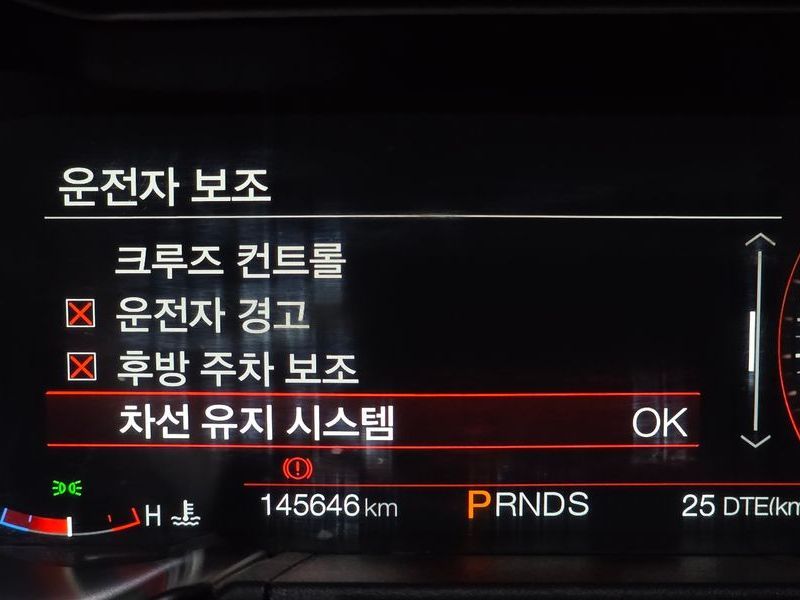 운전자 보조
크루즈 컨트롤
운전자 경고
후방 주차 보조
차선 유지 시스템 OK
H 145646 km PRNDS 25 DTE(km